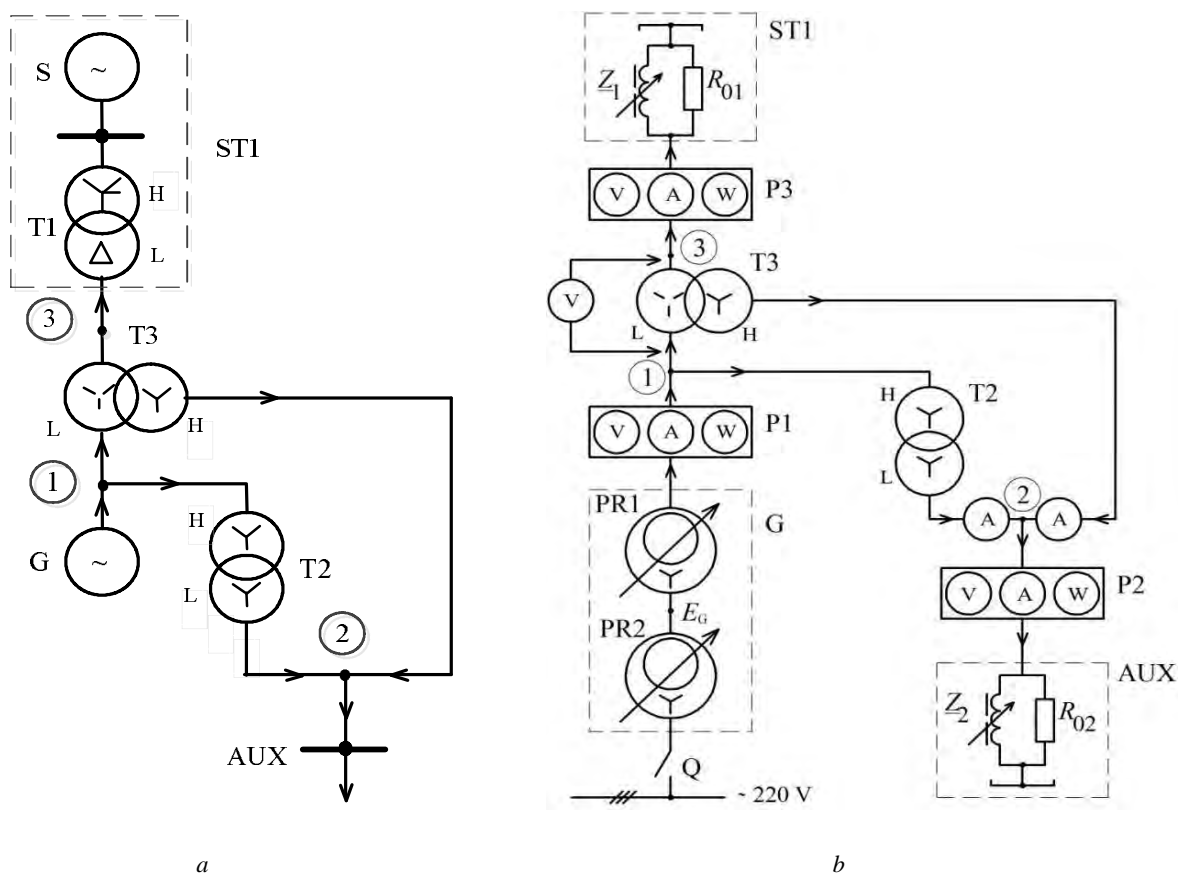 S
~
ST1
H
T1
L
3
T3
L
H
1
H
G
~
T2
L
2
AUX
a
ST1
Z1
R01
V A W
P3
3
T3
V
L
H
1
T2
H
V A W
P1
L
PR1
G
2
A A
EG
PR2
V A W
P2
AUX
Z2
R02
Q
~ 220 V
b